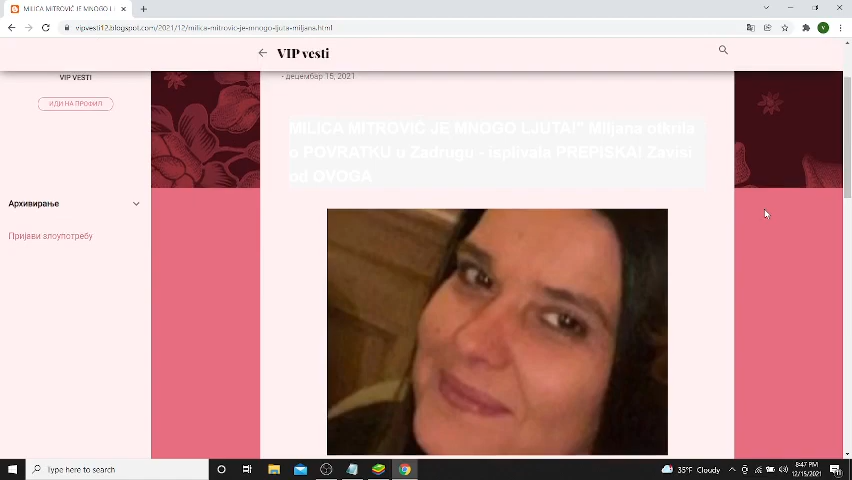 MILICA MITROVIĆ JE MNOGO LJ
vipvesti12.blogspot.com/2021/12/milica-mitrovic-je-mnogo-ljuta-miljana.html
V
VIP vesti
VIP VESTI
- децембар 15, 2021
ИДИ НА ПРОФИЛ
MILICA MITROVIĆ JE MNOGO LJUTA!" Miljana otkrila
o POVRATKU u Zadrugu - isplivala PREPISKA! Zavisi
od OVOGA
Архивирање
Пријави злоупотребу
Type here to search
35°F Cloudy
8:47 PM
12/15/2021